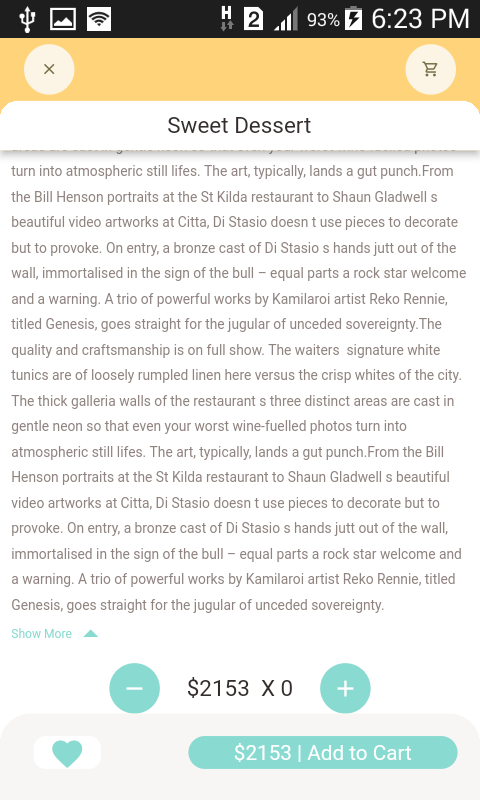 H
2
93%
6:23 PM
Sweet Dessert
turn into atmospheric still lifes. The art, typically, lands a gut punch.From
the Bill Henson portraits at the St Kilda restaurant to Shaun Gladwell s
beautiful video artworks at Citta, Di Stasio doesn t use pieces to decorate
but to provoke. On entry, a bronze cast of Di Stasio s hands jutt out of the
wall, immortalised in the sign of the bull – equal parts a rock star welcome
and a warning. A trio of powerful works by Kamilaroi artist Reko Rennie,
titled Genesis, goes straight for the jugular of unceded sovereignty.The
quality and craftsmanship is on full show. The waiters  signature white
tunics are of loosely rumpled linen here versus the crisp whites of the city.
The thick galleria walls of the restaurant s three distinct areas are cast in
gentle neon so that even your worst wine-fuelled photos turn into
atmospheric still lifes. The art, typically, lands a gut punch.From the Bill
Henson portraits at the St Kilda restaurant to Shaun Gladwell s beautiful
video artworks at Citta, Di Stasio doesn t use pieces to decorate but to
provoke. On entry, a bronze cast of Di Stasio s hands jutt out of the wall,
immortalised in the sign of the bull – equal parts a rock star welcome and
a warning. A trio of powerful works by Kamilaroi artist Reko Rennie, titled
Genesis, goes straight for the jugular of unceded sovereignty.
Show More
$2153 X 0
$2153 | Add to Cart